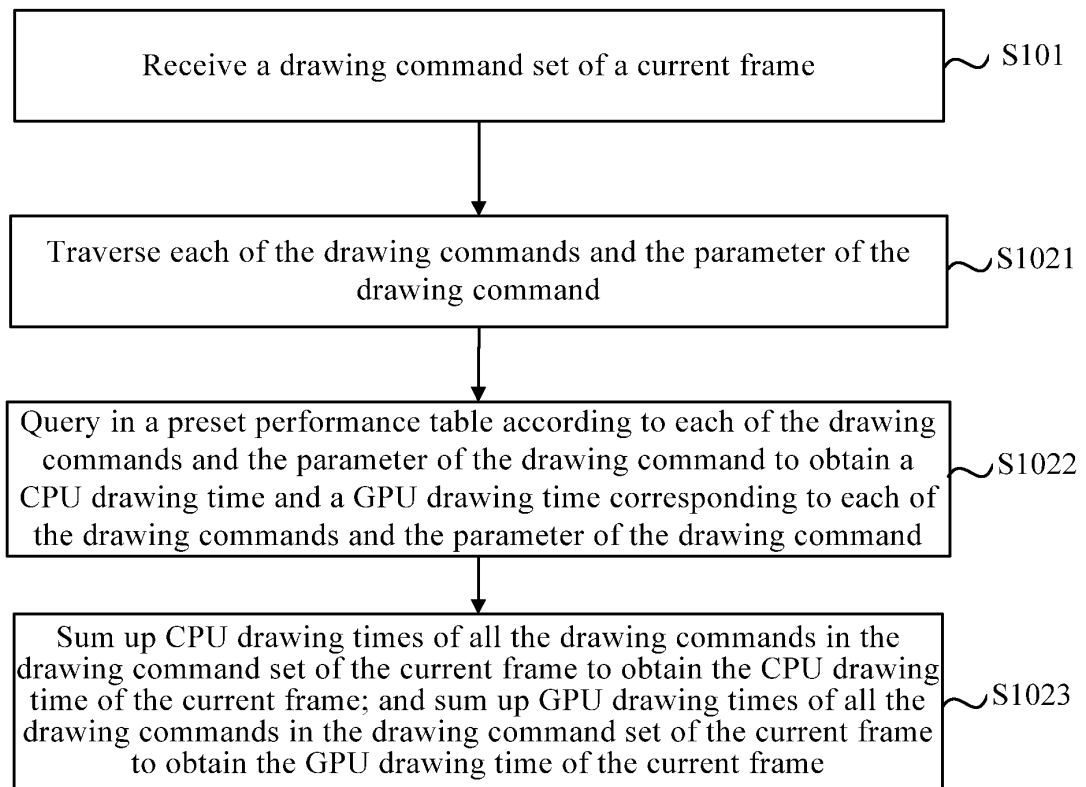 Receive a drawing command set of a current frame
S101
Traverse each of the drawing commands and the parameter of the
drawing command
S1021
Query in a preset performance table according to each of the drawing
commands and the parameter of the drawing command to obtain a
CPU drawing time and a GPU drawing time corresponding to each of
the drawing commands and the parameter of the drawing command
S1022
Sum up CPU drawing times of all the drawing commands in the
drawing command set of the current frame to obtain the CPU drawing
time of the current frame; and sum up GPU drawing times of all the
drawing commands in the drawing command set of the current frame
to obtain the GPU drawing time of the current frame
S1023